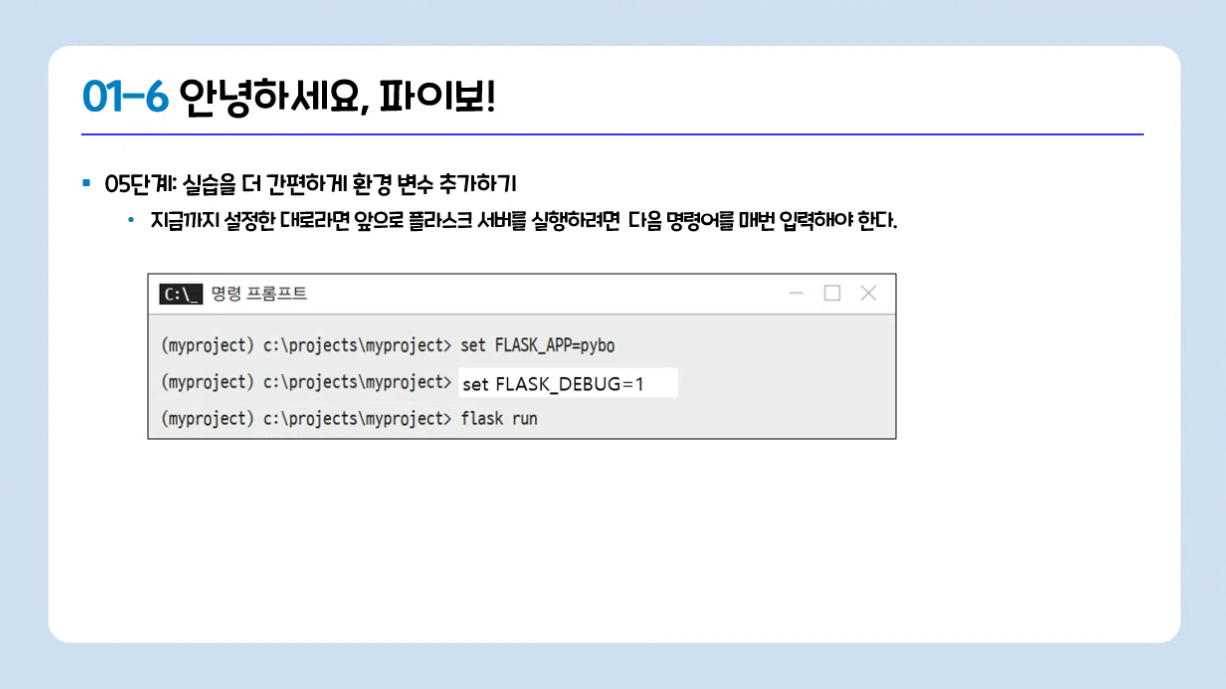 01-6 안녕하세요, 파이보!
05단계: 실습을 더 간편하게 환경 변수 추가하기
지금까지 설정한 대로라면 앞으로 플라스크 서버를 실행하려면 다음 명령어를 매번 입력해야 한다.
C:\_ 명령 프롬프트
(myproject) c:\projects\myproject> set FLASK_APP=pybo
(myproject) c:\projects\myproject> set FLASK_DEBUG=1
(myproject) c:\projects\myproject> flask run